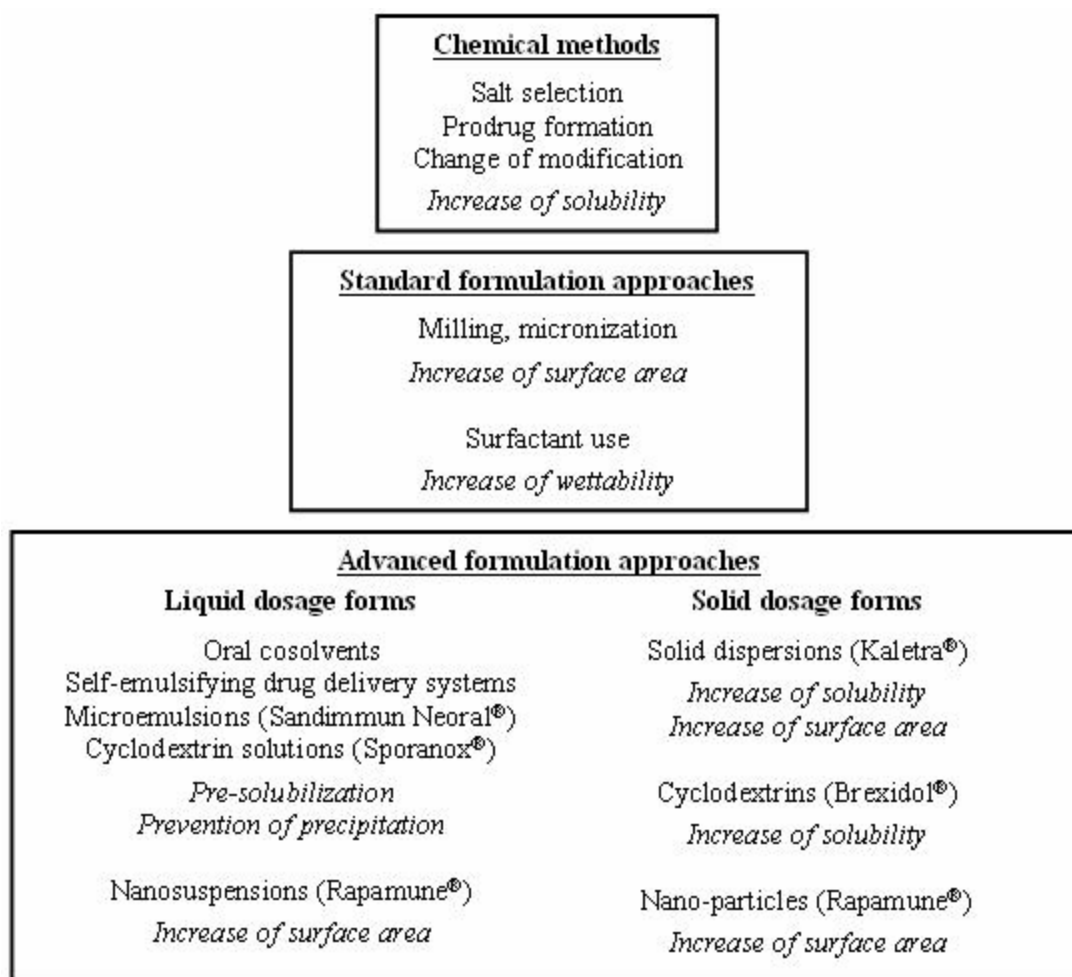 Chemical methods
Salt selection
Prodrug formation
Change of modification
Increase of solubility
Standard formulation approaches
Milling, micronization
Increase of surface area
Surfactant use
Increase of wettability
Advanced formulation approaches
Liquid dosage forms
Oral cosolvents
Self-emulsifying drug delivery systems
Microemulsions (Sandimmun Neoral®)
Cyclodextrin solutions (Sporanox®)
Pre-solubilization
Prevention of precipitation
Nanosuspensions (Rapamune®)
Increase of surface area
Solid dosage forms
Solid dispersions (Kaletra®)
Increase of solubility
Increase of surface area
Cyclodextrins (Brexidol®)
Increase of solubility
Nano-particles (Rapamune®)
Increase of surface area